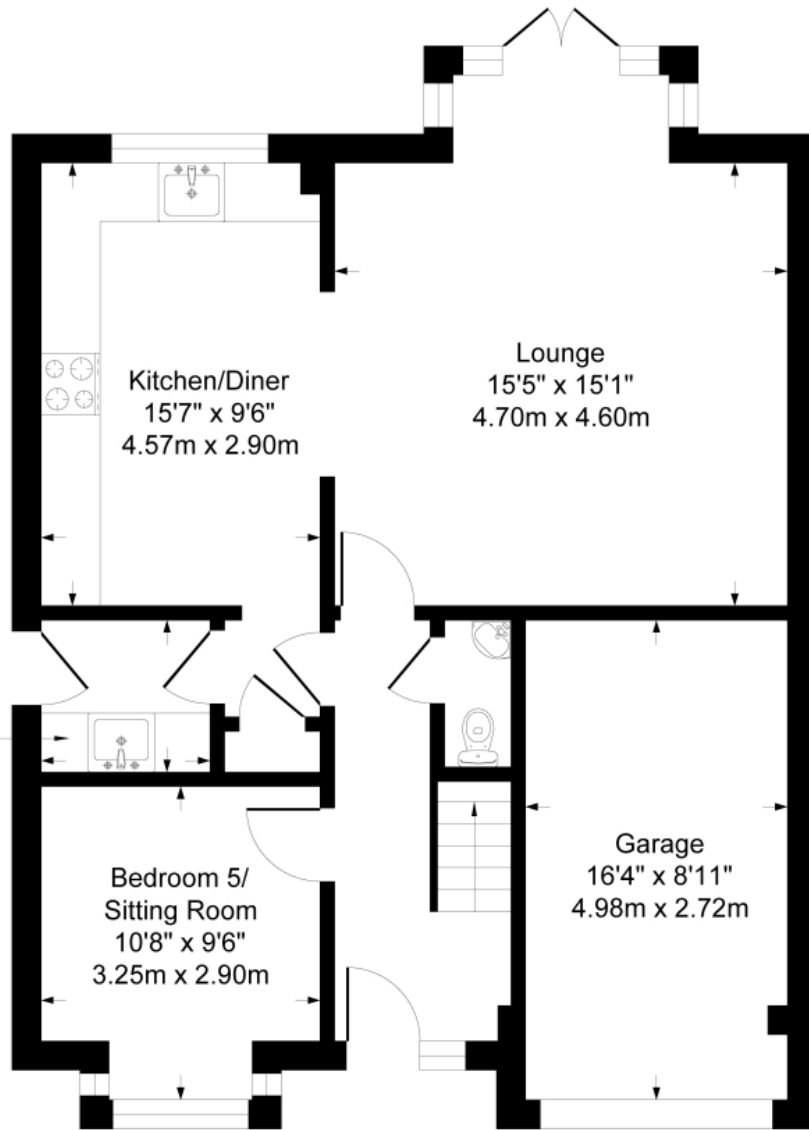 Kitchen/Diner
15'7" x 9'6"
4.57m x 2.90m
Lounge
15'5" x 15'1"
4.70m x 4.60m
Bedroom 5/
Sitting Room
10'8" x 9'6"
3.25m x 2.90m
Garage
16'4" x 8'11"
4.98m x 2.72m